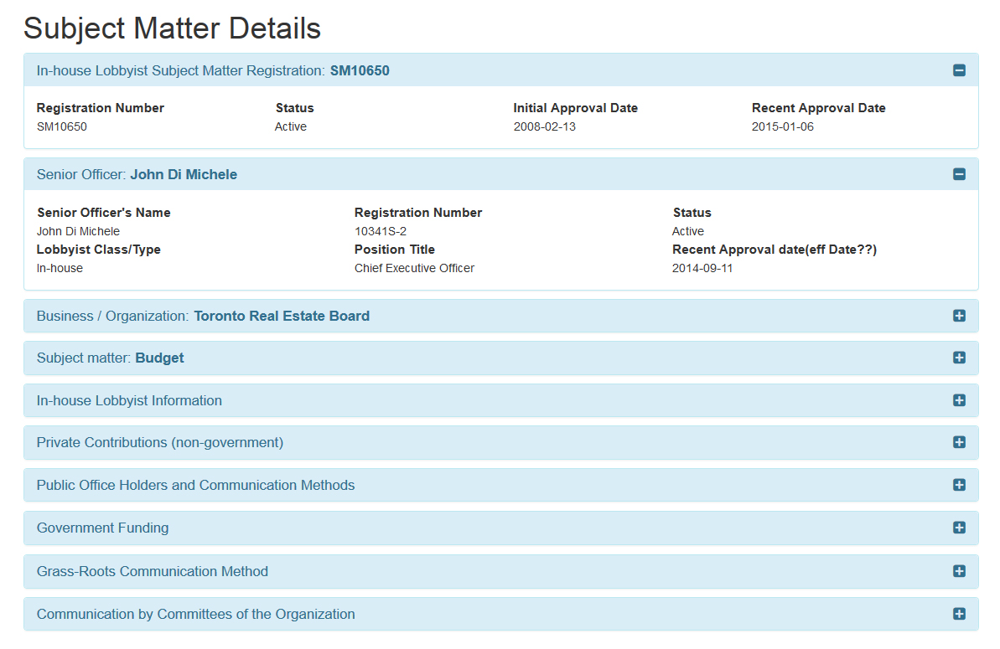 Subject Matter Details
In-house Lobbyist Subject Matter Registration: SM10650
Registration Number Status Initial Approval Date Recent Approval Date
SM10650 Active 2008-02-13 2015-01-06
Senior Officer: John Di Michele
Senior Officer's Name Registration Number Status
John Di Michele 10341S-2 Active
Lobbyist Class/Type Position Title Recent Approval date(eff Date??)
In-house Chief Executive Officer 2014-09-11
Business / Organization: Toronto Real Estate Board
Subject matter: Budget
In-house Lobbyist Information
Private Contributions (non-government)
Public Office Holders and Communication Methods
Government Funding
Grass-Roots Communication Method
Communication by Committees of the Organization